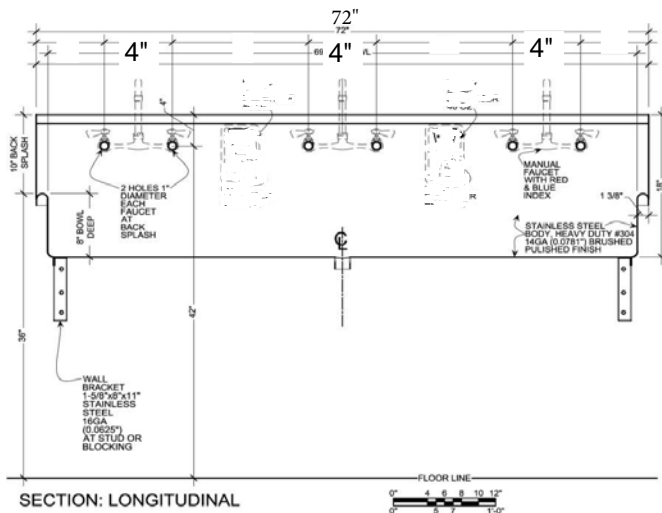 72"
72"
4" 4" 4"
4"
10" BACK
SPLASH
2 HOLES 1"
DIAMETER
EACH
FAUCET
AT
BACK
SPLASH
8" BOWL
DEEP
MANUAL
FAUCET
WITH RED
& BLUE
INDEX
1 3/8"
18"
STAINLESS STEEL
BODY, HEAVY DUTY #304
14GA (0.0781") BRUSHED
PULISHED FINISH
CL
36"
42"
WALL
BRACKET
1-5/8"x8"x11"
STAINLESS
STEEL
16GA
(0.0625")
AT STUD OR
BLOCKING
FLOOR LINE
SECTION: LONGITUDINAL
0" 4 6 8 10 12"
0" 5 7 1'-0"